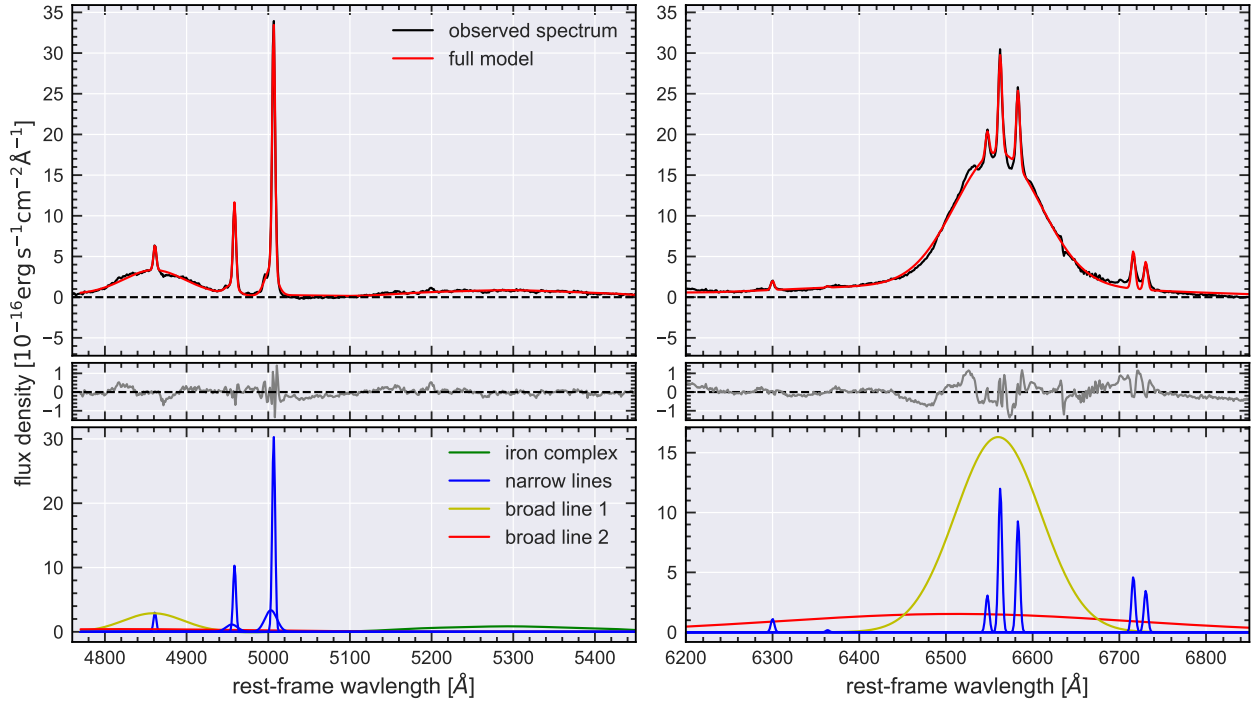 flux density [10⁻¹⁶erg s⁻¹cm⁻²Å⁻¹]
35
30
25
20
15
10
5
0
−5
observed spectrum
full model
35
30
25
20
15
10
5
0
−5
1
0
−1
1
0
−1
30
20
10
0
iron complex
narrow lines
broad line 1
broad line 2
4800 4900 5000 5100 5200 5300 5400
rest-frame wavlength [Å]
15
10
5
0
6200 6300 6400 6500 6600 6700 6800
rest-frame wavlength [Å]